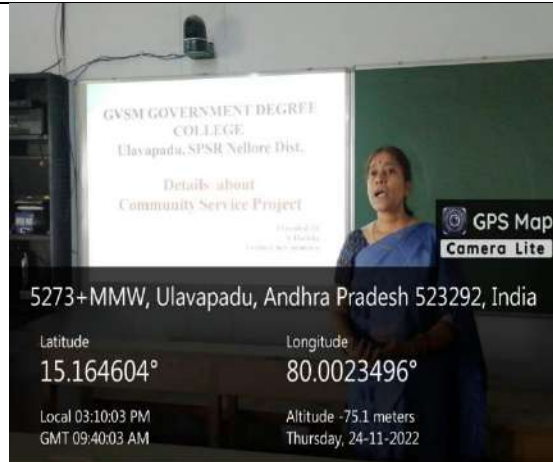 GVSM GOVERNMENT DEGREE
COLLEGE
Ulavapadu, SPSR Nellore Dist.
Details about
Community Service Project
GPS Map
Camera Lite
5273+MMW, Ulavapadu, Andhra Pradesh 523292, India
Latitude
15.164604°
Longitude
80.0023496°
Local 03:10:03 PM
GMT 09:40:03 AM
Altitude -75.1 meters
Thursday, 24-11-2022